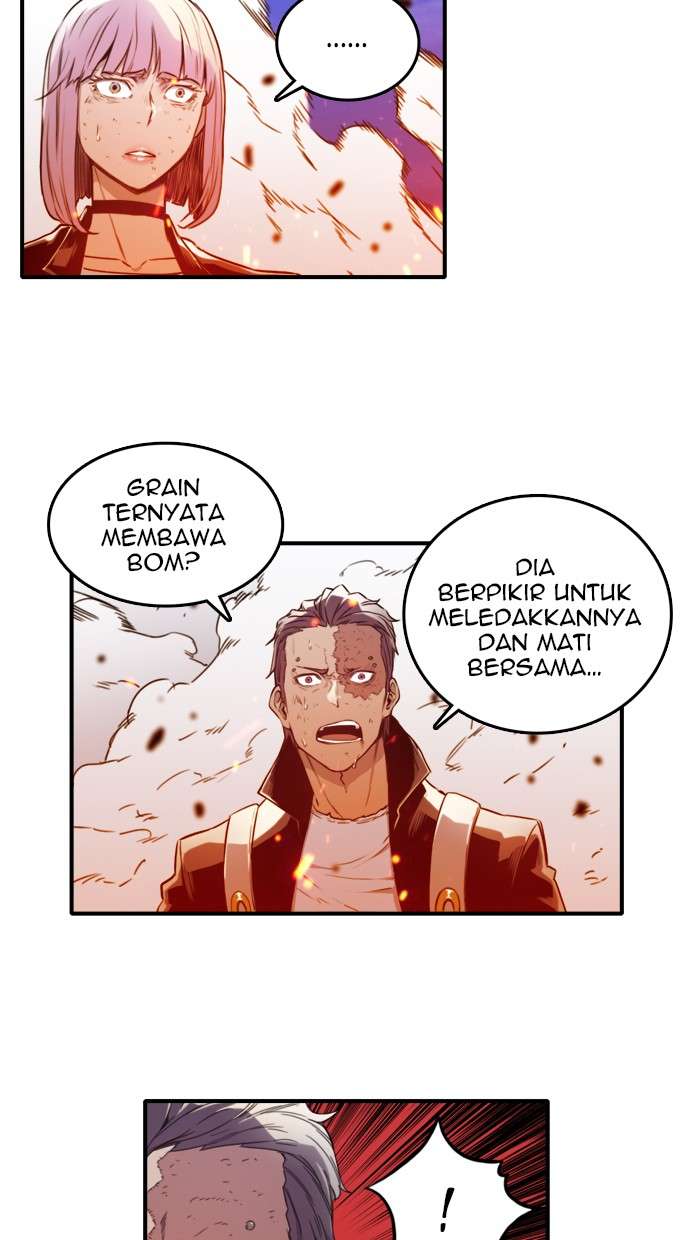 ......
GRAIN
TERNYATA
MEMBAWA
BOM?
DIA
BERPIKIR UNTUK
MELEDAKKANNYA
DAN MATI
BERSAMA...
!